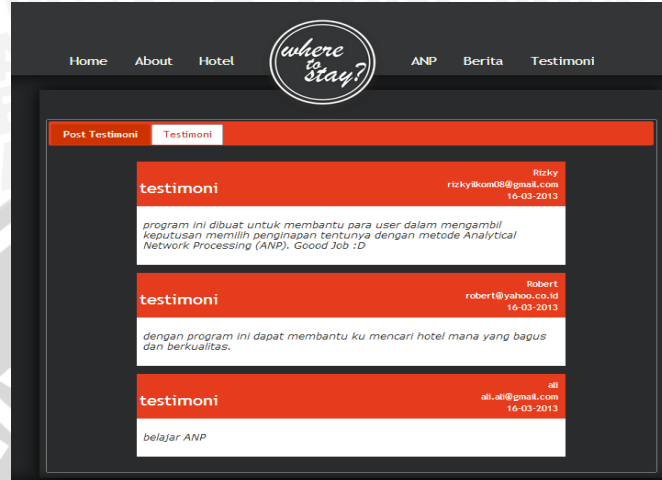 Home About Hotel where to stay? ANP Berita Testimoni
Post Testimoni Testimoni
testimoni
Rizky
rizkyilkom08@gmail.com
16-03-2013
program ini dibuat untuk membantu para user dalam mengambil
keputusan memilih penginapan tentunya dengan metode Analytical
Network Processing (ANP). Goood Job :D
testimoni
Robert
robert@yahoo.co.id
16-03-2013
dengan program ini dapat membantu ku mencari hotel mana yang bagus
dan berkualitas.
testimoni
ali
ali.ali@gmail.com
16-03-2013
belajar ANP